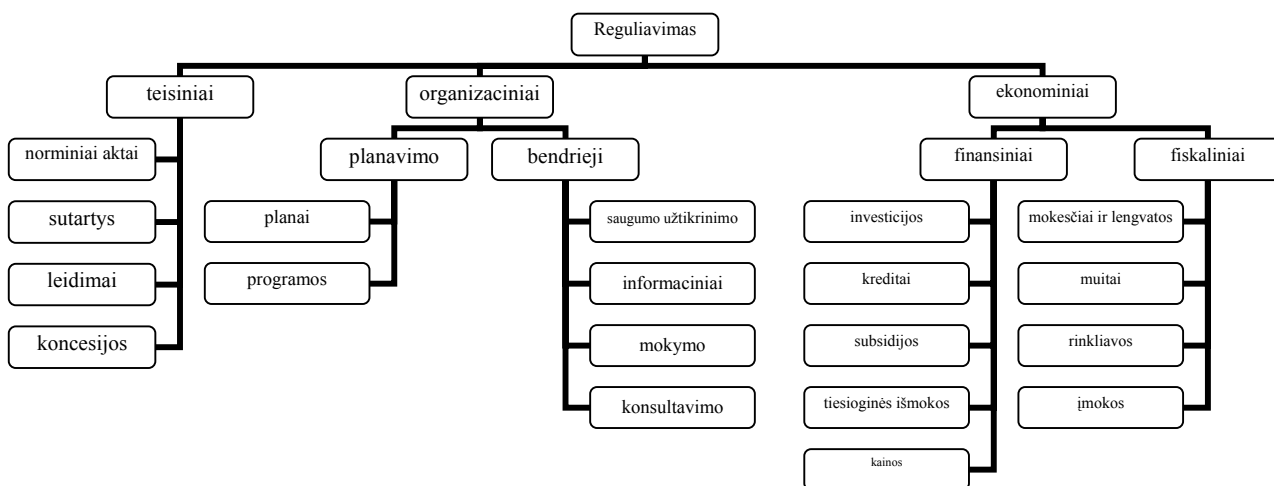 Reguliavimas
teisiniai
organizaciniai
ekonominiai
norminiai aktai
planavimo
bendrieji
finansiniai
fiskaliniai
sutartys
planai
saugumo užtikrinimo
investicijos
mokesčiai ir lengvatos
leidimai
programos
informaciniai
kreditai
muitai
koncesijos
mokymo
subsidijos
rinkliavos
konsultavimo
tiesioginės išmokos
įmokos
kainos